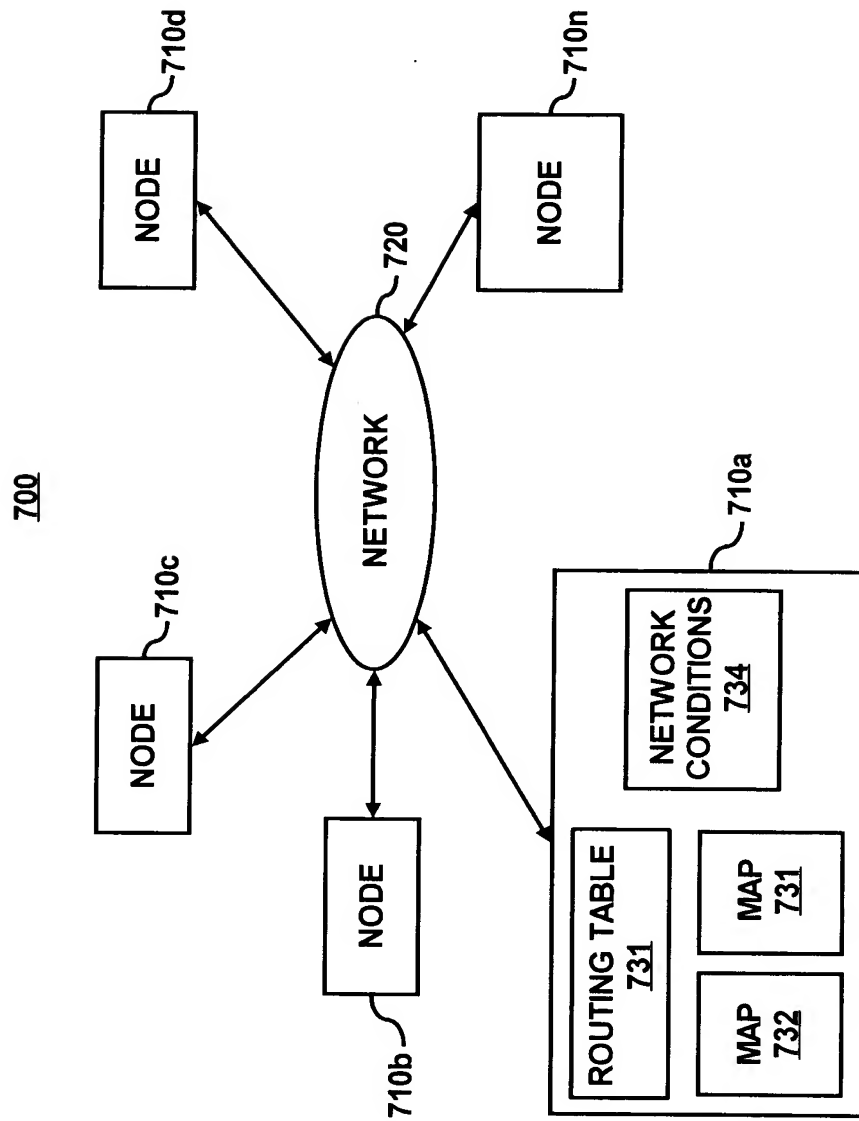 700
710c
NODE
710d
NODE
NODE
710b
NETWORK
720
NODE
710n
710a
ROUTING TABLE
731
NETWORK
CONDITIONS
734
MAP
732
MAP
731